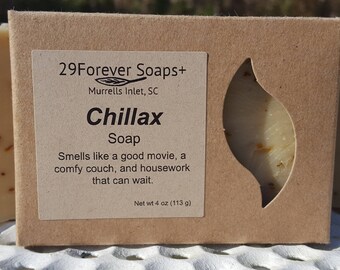 29Forever Soaps+
Murrells Inlet, SC
Chillax
Soap
Smells like a good movie, a
comfy couch, and housework
that can wait.
Net wt 4 oz (113 g)